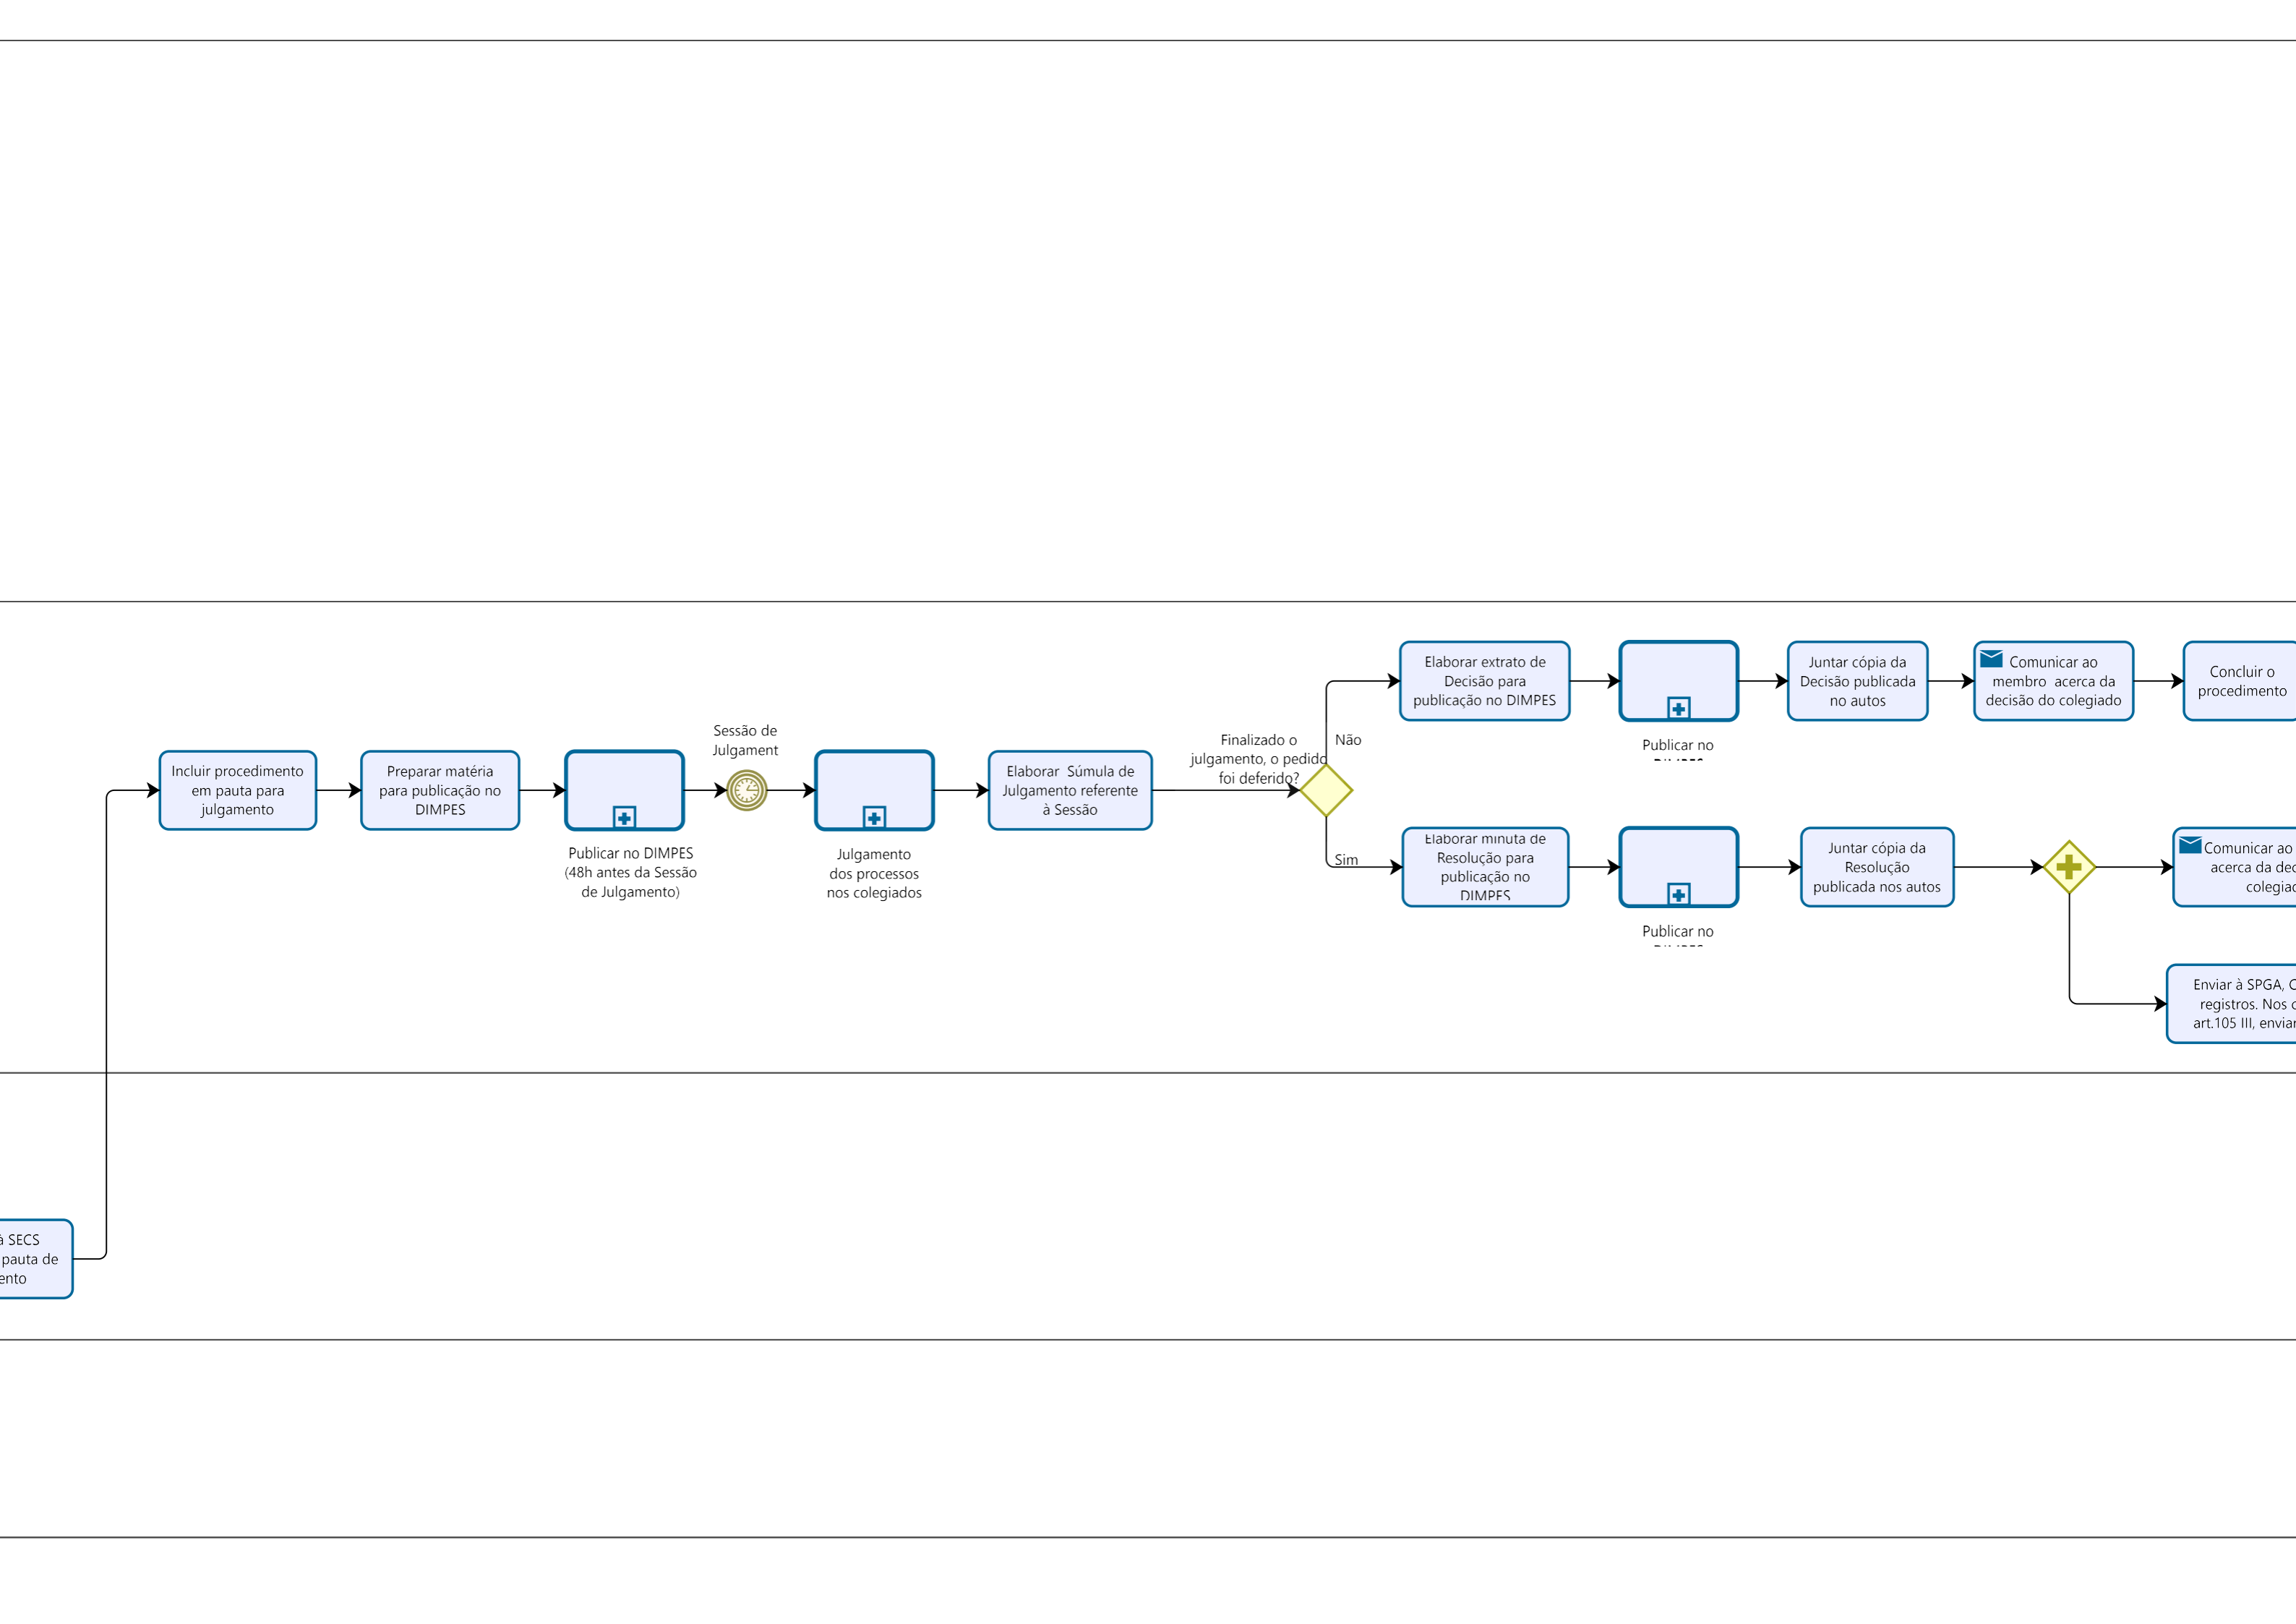 Elaborar extrato de
Decisão para
publicação no DIMPES
Juntar cópia da
Decisão publicada
no autos
Comunicar ao
membro  acerca da
decisão do colegiado
Concluir o
procedimento
Sessão de
Julgament
Finalizado o
julgamento, o pedido
foi deferido?
Não
Publicar no
Incluir procedimento
em pauta para
julgamento
Preparar matéria
para publicação no
DIMPES
Elaborar  Súmula de
Julgamento referente
à Sessão
Publicar no DIMPES
(48h antes da Sessão
de Julgamento)
Julgamento
dos processos
nos colegiados
Sim
Elaborar minuta de
Resolução para
publicação no
DIMPES
Publicar no
Juntar cópia da
Resolução
publicada nos autos
Comunicar ao
acerca da dec
colegia
Enviar à SPGA, C
registros. Nos
art.105 III, enviar
à SECS
pauta de
ento